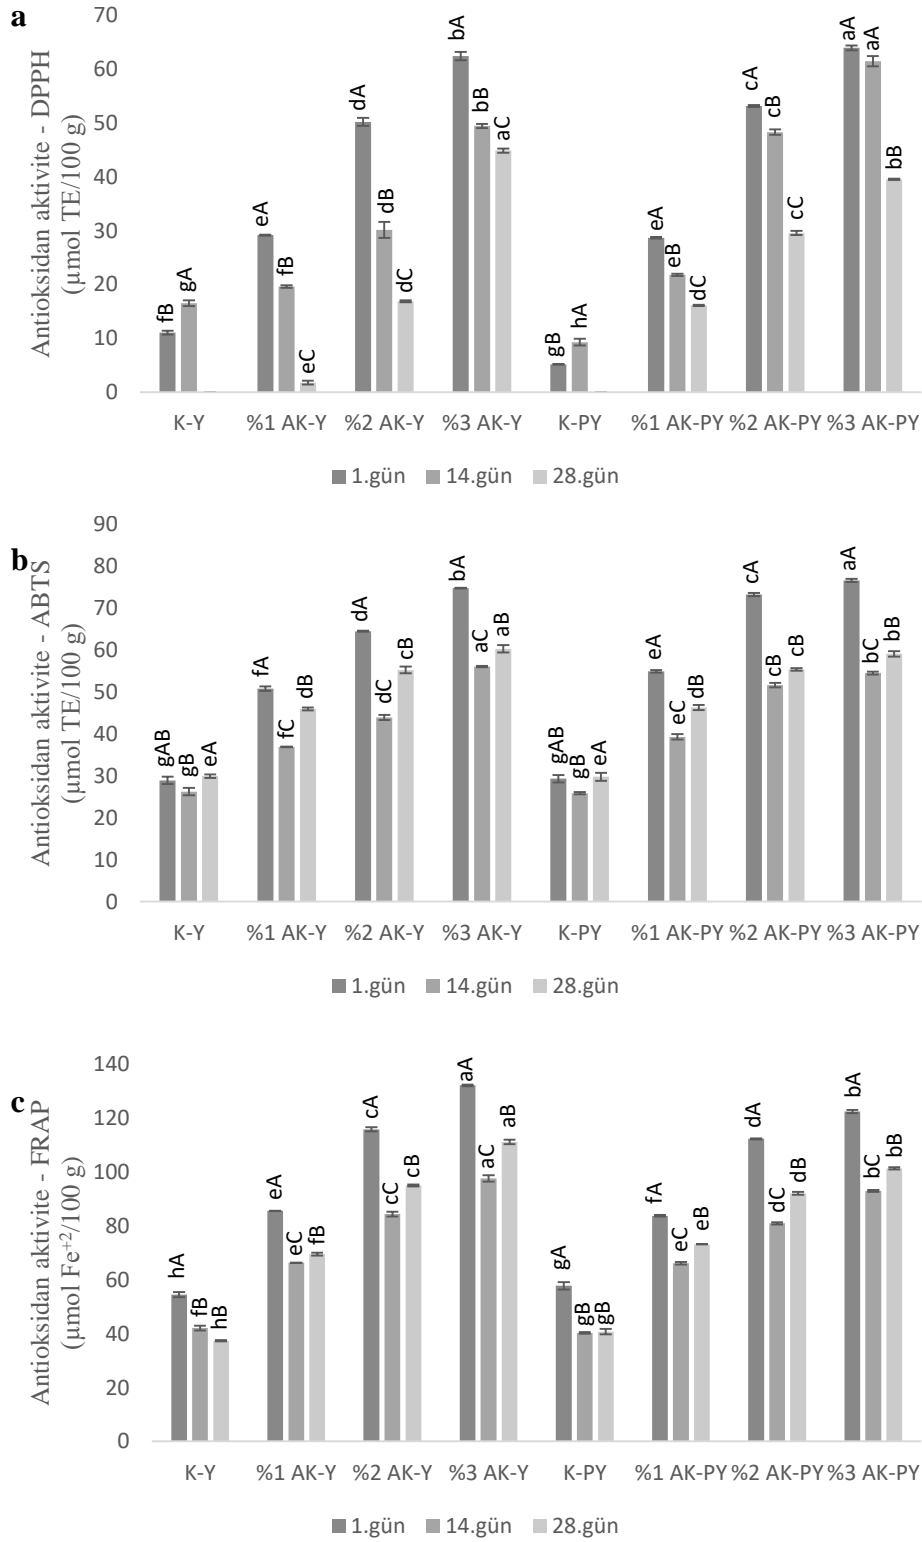 a
Antioksidan aktivite - DPPH
(µmol TE/100 g)
70
60
50
40
30
20
10
0
fB gA
eA fB eC
dA dB dC
bA bB aC
gB hA
eA eB dC
cA cB cC
aA aA bB
K-Y %1 AK-Y %2 AK-Y %3 AK-Y K-PY %1 AK-PY %2 AK-PY %3 AK-PY
1.gün 14.gün 28.gün
b
Antioksidan aktivite - ABTS
(µmol TE/100 g)
90
80
70
60
50
40
30
20
10
0
gAB gB eA
fA fC dB
dA dC cB
bA aC aB
gAB gB eA
eA eC dB
cA cB cB
aA bC bB
K-Y %1 AK-Y %2 AK-Y %3 AK-Y K-PY %1 AK-PY %2 AK-PY %3 AK-PY
1.gün 14.gün 28.gün
c
Antioksidan aktivite - FRAP
(µmol Fe⁺²/100 g)
140
120
100
80
60
40
20
0
hA fB hB
eA eC fB
cA cC cB
aA aC aB
gA gB gB
fA eC eB
dA dC dB
bA bC bB
K-Y %1 AK-Y %2 AK-Y %3 AK-Y K-PY %1 AK-PY %2 AK-PY %3 AK-PY
1.gün 14.gün 28.gün